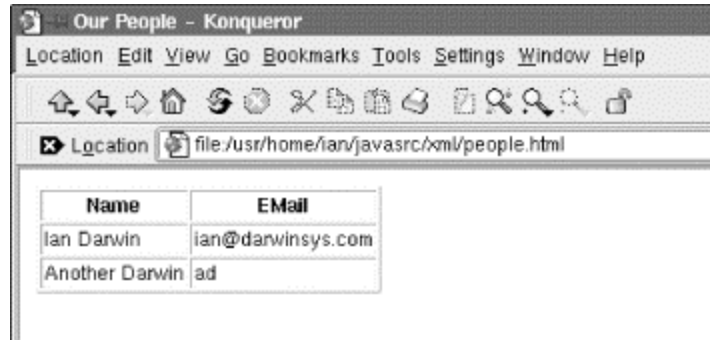 Our People - Konqueror
Location Edit View Go Bookmarks Tools Settings Window Help
Location file:/usr/home/ian/javasrc/xml/people.html
Name EMail
Ian Darwin ian@darwinsys.com
Another Darwin ad